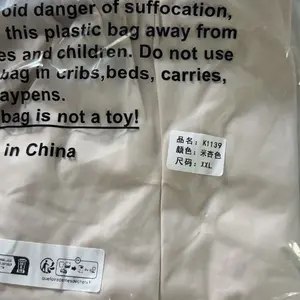 oid danger of suffocation,
this plastic bag away from
es and children. Do not use
bag in cribs,beds, carries,
aypens.
bag is not a toy!
in China
品名: K1139
颜色: 米杏色
尺码: XXL